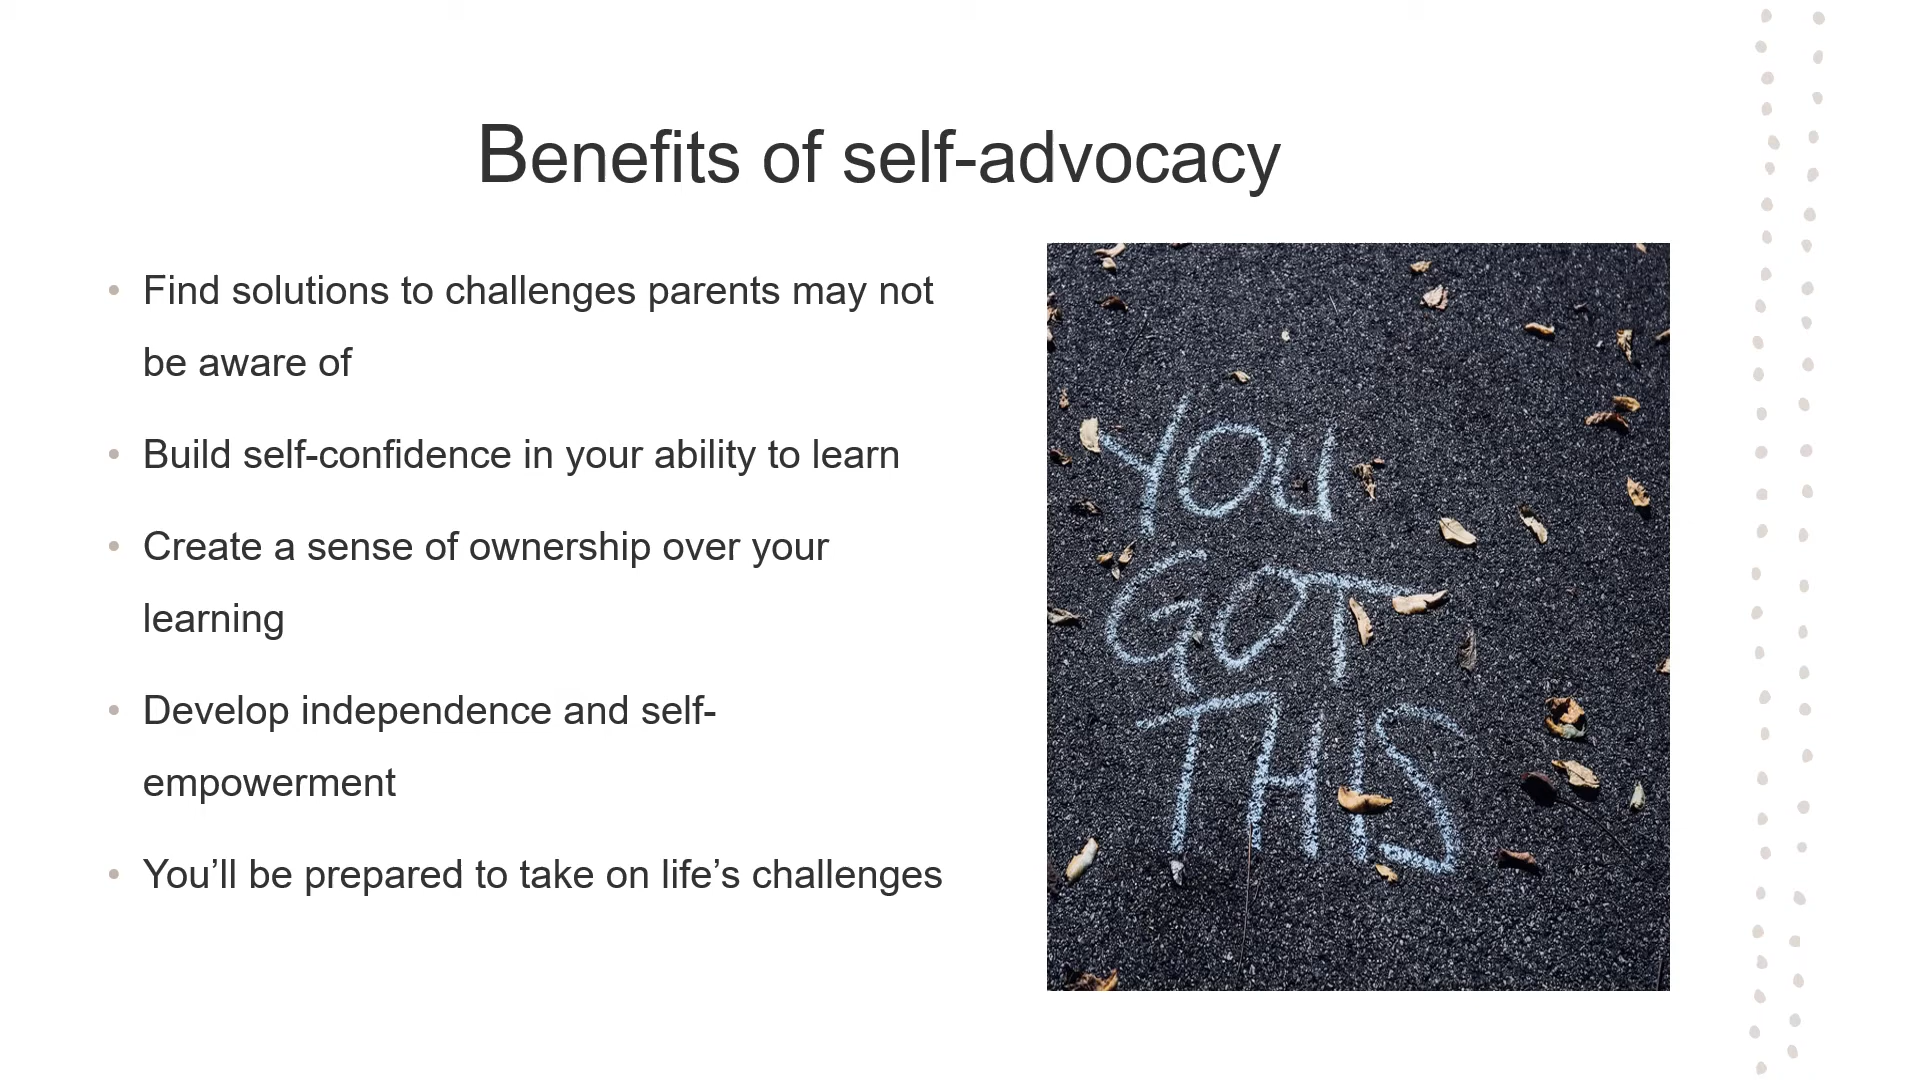 Benefits of self-advocacy
• Find solutions to challenges parents may not
be aware of
• Build self-confidence in your ability to learn
• Create a sense of ownership over your
learning
• Develop independence and self-
empowerment
• You’ll be prepared to take on life’s challenges
YOU
GOT
THIS